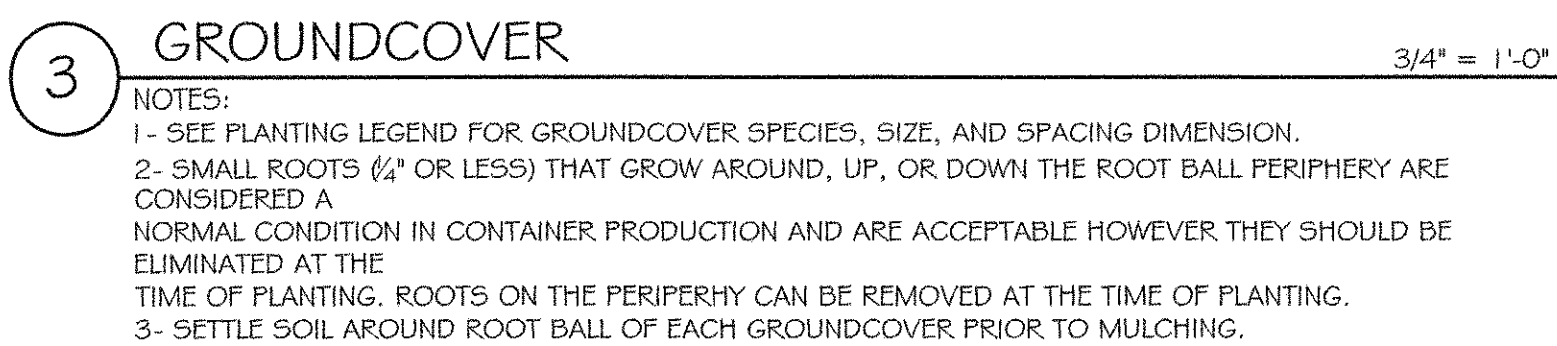 3 GROUNDCOVER 3/4" = 1'-0"
NOTES:
1- SEE PLANTING LEGEND FOR GROUNDCOVER SPECIES, SIZE, AND SPACING DIMENSION.
2- SMALL ROOTS (¼" OR LESS) THAT GROW AROUND, UP, OR DOWN THE ROOT BALL PERIPHERY ARE
CONSIDERED A
NORMAL CONDITION IN CONTAINER PRODUCTION AND ARE ACCEPTABLE HOWEVER THEY SHOULD BE
ELIMINATED AT THE
TIME OF PLANTING. ROOTS ON THE PERIPERHY CAN BE REMOVED AT THE TIME OF PLANTING.
3- SETTLE SOIL AROUND ROOT BALL OF EACH GROUNDCOVER PRIOR TO MULCHING.